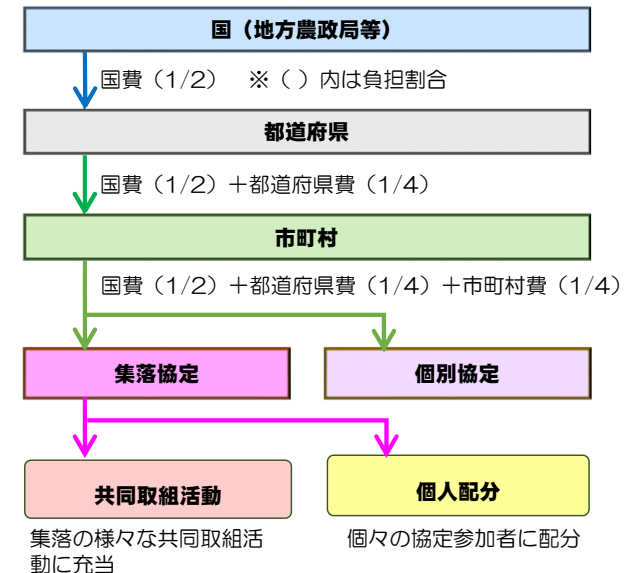 国（地方農政局等）
国費（1/2）　※（ ）内は負担割合
都道府県
国費（1/2）＋都道府県費（1/4）
市町村
国費（1/2）＋都道府県費（1/4）＋市町村費（1/4）
集落協定
個別協定
共同取組活動
個人配分
集落の様々な共同取組活
動に充当
個々の協定参加者に配分